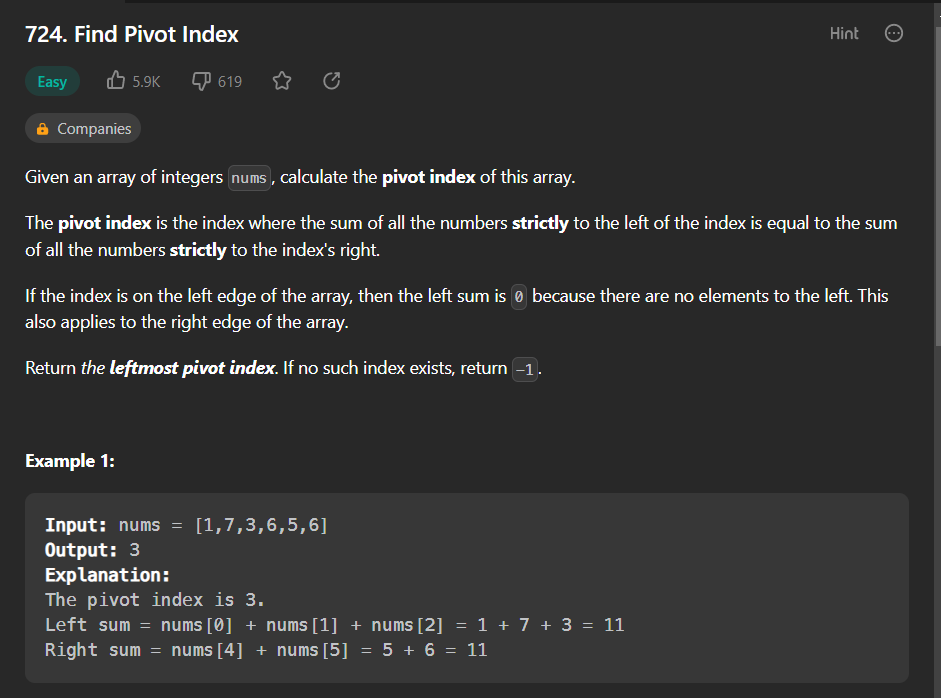 724. Find Pivot Index
Hint
Easy
5.9K
619
Companies
Given an array of integers nums, calculate the pivot index of this array.
The pivot index is the index where the sum of all the numbers strictly to the left of the index is equal to the sum
of all the numbers strictly to the index's right.
If the index is on the left edge of the array, then the left sum is 0 because there are no elements to the left. This
also applies to the right edge of the array.
Return the leftmost pivot index. If no such index exists, return -1.
Example 1:
Input: nums = [1,7,3,6,5,6]
Output: 3
Explanation:
The pivot index is 3.
Left sum = nums[0] + nums[1] + nums[2] = 1 + 7 + 3 = 11
Right sum = nums[4] + nums[5] = 5 + 6 = 11